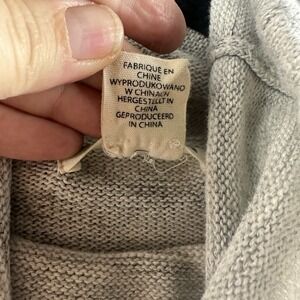 FABRIQUE EN
CHINE
WYPRODUKOWANO
W CHINACH
HERGESTELLT IN
CHINA
GEPRODUCEERD
IN CHINA